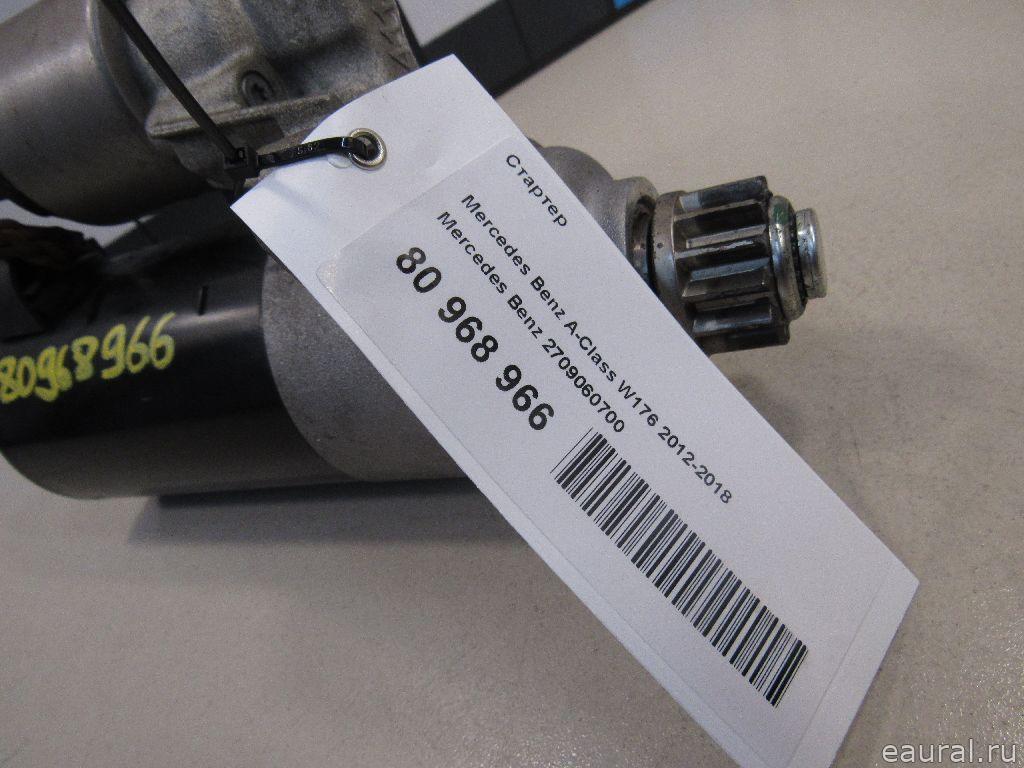 Стартер
Mercedes Benz A-Class W176 2012-2018
Mercedes Benz 2709060700
80 968 966
80968966
eaural.ru